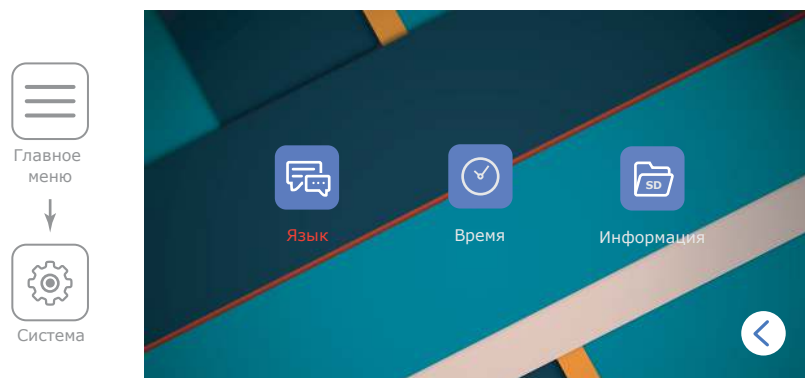 Главное
меню
Система
Язык
Время
Информация
SD